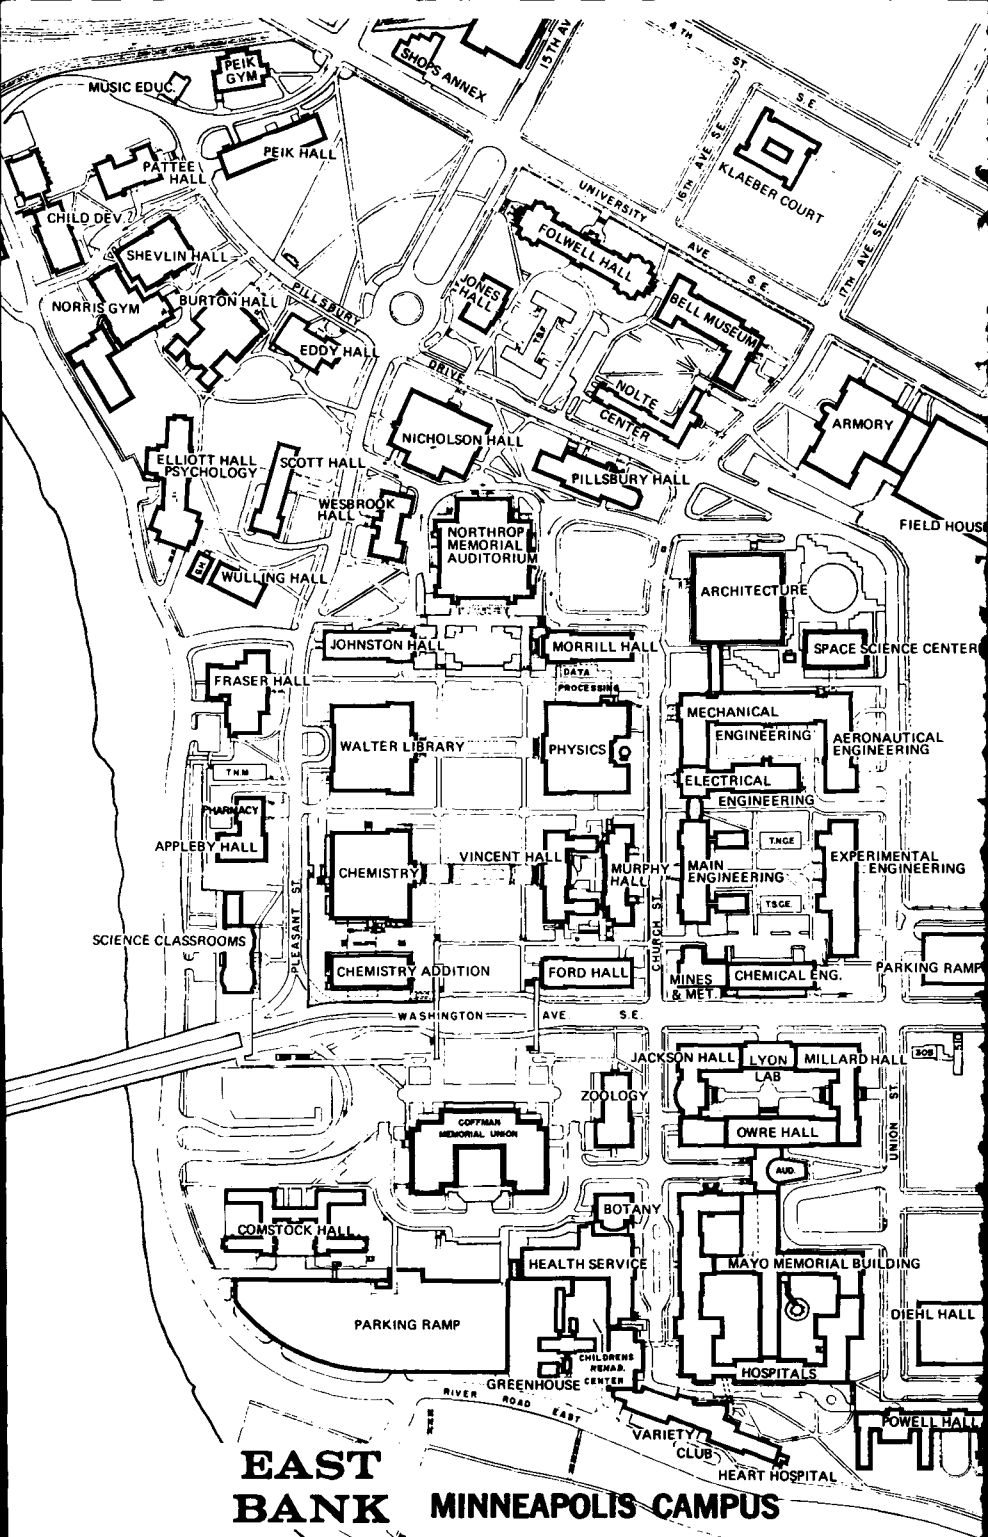 4TH
ST.
S.E.
15TH AV
SHOPS ANNEX
PEIK
GYM
MUSIC EDUC.
PEIK HALL
PATTEE
HALL
16TH AVE S.E.
KLAEBER COURT
17TH AVE SE
UNIVERSITY
AVE
S.E.
CHILD DEV.
SHEVLIN HALL
FOLWELL HALL
JONES
HALL
BELL MUSEUM
NORRIS GYM
BURTON HALL
PILLSBURY
EDDY HALL
DRIVE
NOLTE
CENTER
ARMORY
NICHOLSON HALL
ELLIOTT HALL
PSYCHOLOGY
SCOTT HALL
PILLSBURY HALL
WESBROOK
HALL
FIELD HOUS
NORTHROP
MEMORIAL
AUDITORIUM
WULLING HALL
ARCHITECTURE
JOHNSTON HALL
MORRILL HALL
SPACE SCIENCE CENTER
DATA
PROCESSING
FRASER HALL
MECHANICAL
ENGINEERING
AERONAUTICAL
ENGINEERING
WALTER LIBRARY
PHYSICS
T.N.M.
ELECTRICAL
ENGINEERING
PHARMACY
APPLEBY HALL
CHEMISTRY
VINCENT HALL
MURPHY
HALL
MAIN
ENGINEERING
T.N.C.E.
EXPERIMENTAL
ENGINEERING
T.S.C.E.
PLEASANT ST.
CHURCH ST.
SCIENCE CLASSROOMS
CHEMISTRY ADDITION
FORD HALL
MINES
& MET.
CHEMICAL ENG.
PARKING RAMP
WASHINGTON
AVE
S.E.
JACKSON HALL
LYON
LAB
MILLARD HALL
UNION ST.
ZOOLOGY
OWRE HALL
COFFMAN
MEMORIAL UNION
AUD.
COMSTOCK HALL
BOTANY
HEALTH SERVICE
MAYO MEMORIAL BUILDING
PARKING RAMP
DIEHL HALL
CHILDRENS
REHAB.
CENTER
GREENHOUSE
HOSPITALS
RIVER
ROAD
EAST
POWELL HALL
VARIETY
CLUB
HEART HOSPITAL
EAST
BANK
MINNEAPOLIS CAMPUS